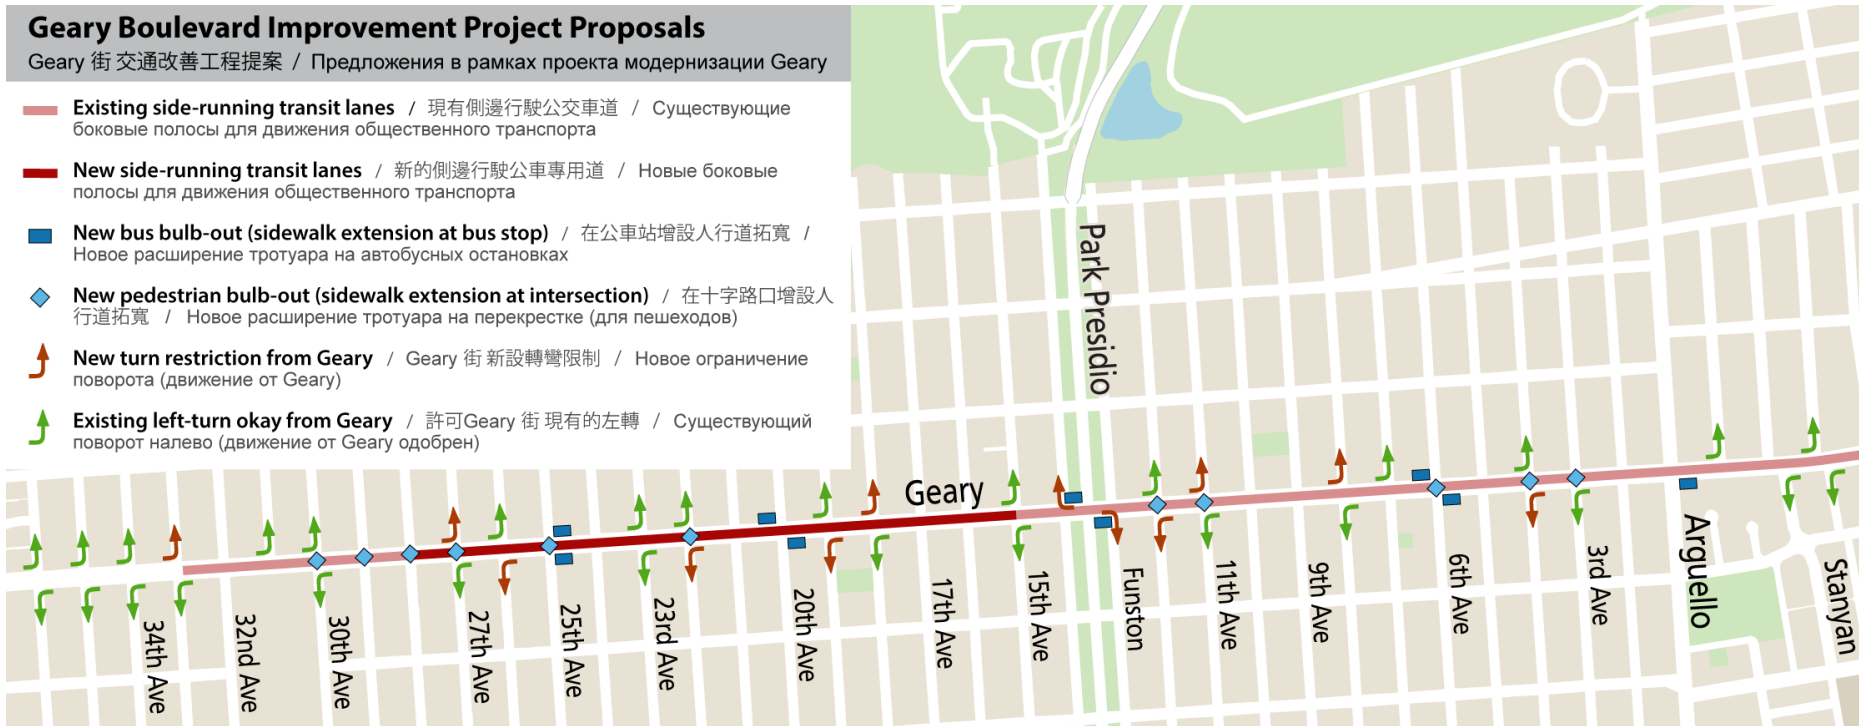 Geary Boulevard Improvement Project Proposals
Geary 街 交通改善工程提案 / Предложения в рамках проекта модернизации Geary
Existing side-running transit lanes / 現有側邊行駛公交車道 / Существующие
боковые полосы для движения общественного транспорта
New side-running transit lanes / 新的側邊行駛公車專用道 / Новые боковые
полосы для движения общественного транспорта
New bus bulb-out (sidewalk extension at bus stop) / 在公車站增設人行道拓寬 /
Новое расширение тротуара на автобусных остановках
New pedestrian bulb-out (sidewalk extension at intersection) / 在十字路口增設人
行道拓寬 / Новое расширение тротуара на перекрестке (для пешеходов)
New turn restriction from Geary / Geary 街 新設轉彎限制 / Новое ограничение
поворота (движение от Geary)
Existing left-turn okay from Geary / 許可Geary 街 現有的左轉 / Существующий
поворот налево (движение от Geary одобрен)
Park Presidio
Geary
34th Ave
32nd Ave
30th Ave
27th Ave
25th Ave
23rd Ave
20th Ave
17th Ave
15th Ave
Funston
11th Ave
9th Ave
6th Ave
3rd Ave
Arguello
Stanyan